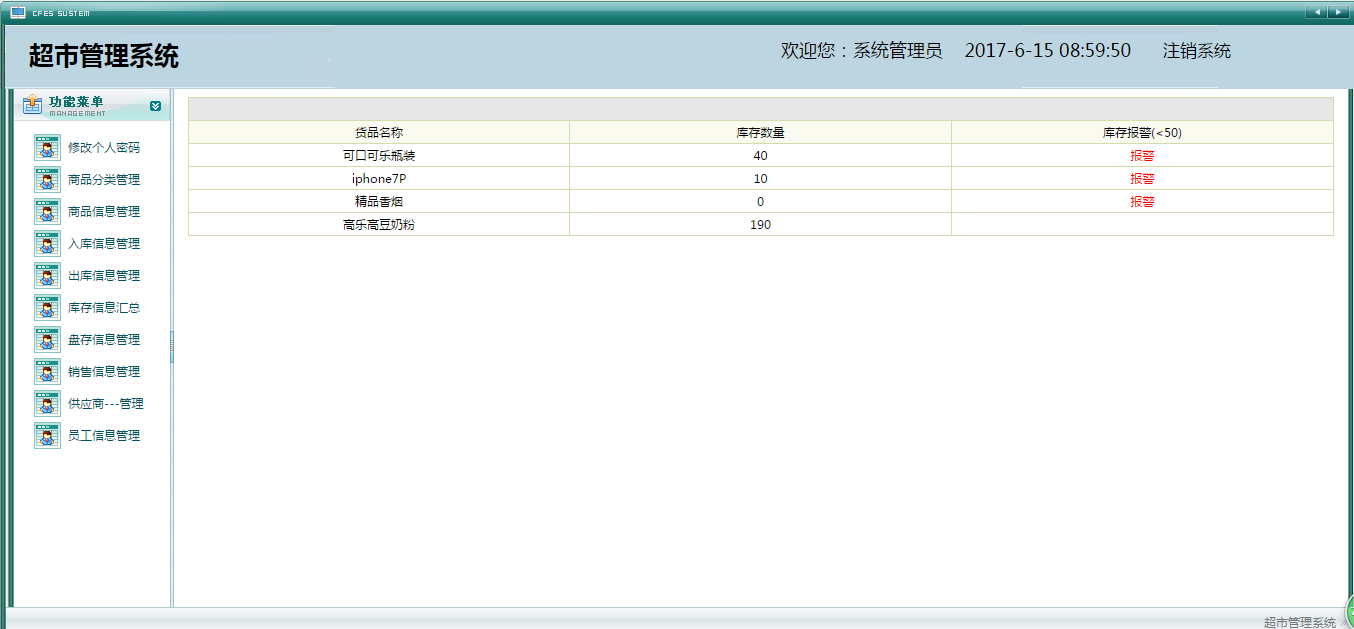 CFES SUSTEM
超市管理系统
欢迎您：系统管理员 2017-6-15 08:59:50 注销系统
功能菜单
MANAGEMENT
修改个人密码
商品分类管理
商品信息管理
入库信息管理
出库信息管理
库存信息汇总
盘存信息管理
销售信息管理
供应商---管理
员工信息管理
货品名称 库存数量 库存报警(<50)
可口可乐瓶装 40 报警
iphone7P 10 报警
精品香烟 0 报警
高乐高豆奶粉 190
超市管理系统